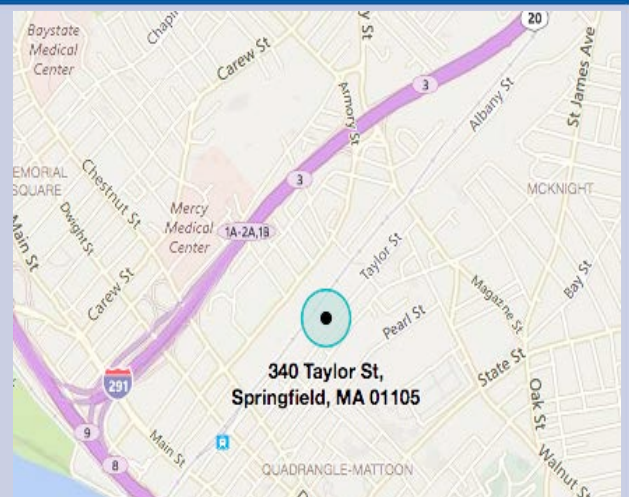 20
Baystate
Medical
Center
Carew St
Armory St
3
Albany St
St James Ave
3
MCKNIGHT
EMORIAL
SQUARE
Chestnut St
Dwight St
Main St
Mercy
Medical
Center
1A-2A,1B
Carew St
Taylor St
Magazne St
Bay St
Pearl St
State St
340 Taylor St,
Springfield, MA 01105
291
Oak St
9
8
Main St
QUADRANGLE-MATTOON
Walnut St